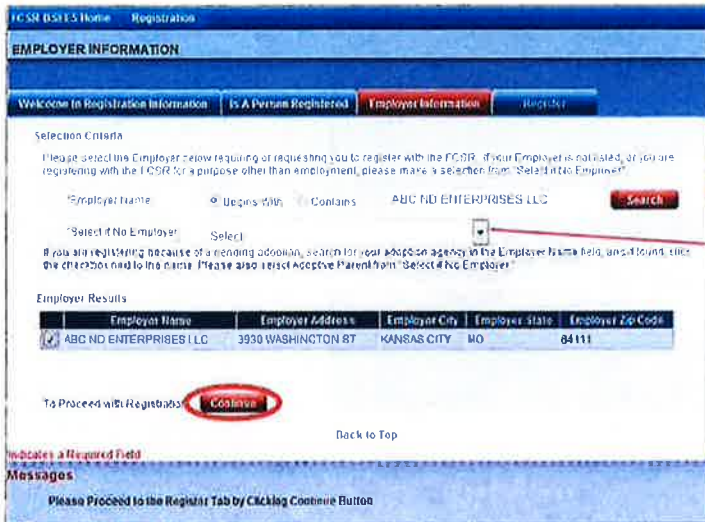 FCSR BSEES Home Registration
EMPLOYER INFORMATION
Welcome to Registration Information Is A Person Registered Employer Information Register
Selection Criteria
Please select the Employer below requiring or requesting you to register with the FCSR. If your Employer is not listed, or you are
registering with the FCSR for a purpose other than employment, please make a selection from "Select if No Employer".
*Employer Name Begins With Contains ABC ND ENTERPRISES LLC Search
*Select if No Employer Select
If you are registering because of a pending adoption, search for your adoption agency in the Employer Name field, and if found, click
the checkbox next to the name. Please also select Adoptive Parent from "Select if No Employer".
Employer Results
Employer Name Employer Address Employer City Employer State Employer Zip Code
ABC ND ENTERPRISES LLC 3930 WASHINGTON ST KANSAS CITY MO 64111
To Proceed with Registration Continue
Back to Top
Indicates a Required Field
Messages
Please Proceed to the Register Tab by Clicking Continue Button